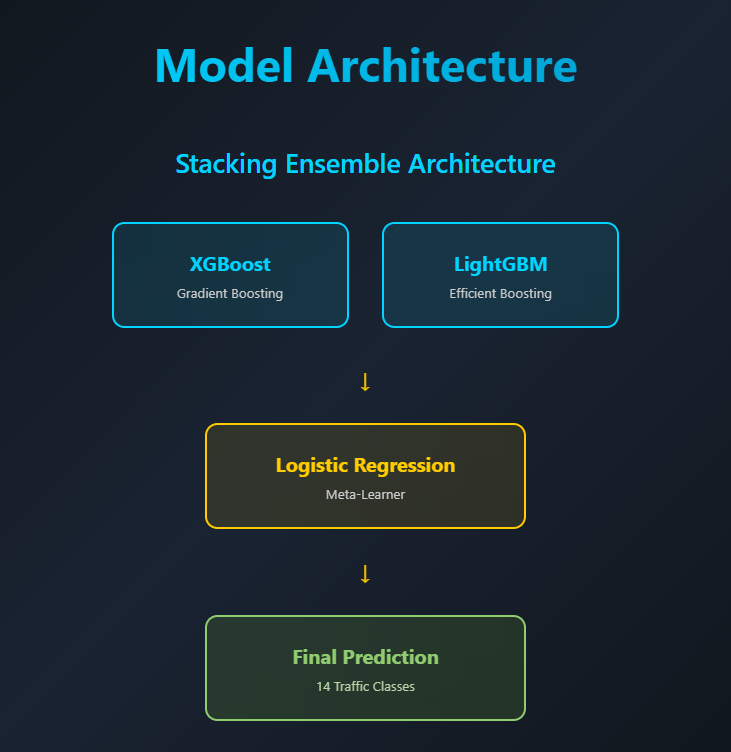 Model Architecture
Stacking Ensemble Architecture
XGBoost
Gradient Boosting
LightGBM
Efficient Boosting
↓
Logistic Regression
Meta-Learner
↓
Final Prediction
14 Traffic Classes